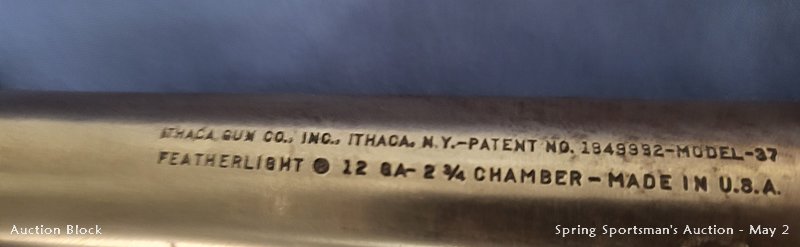 ITHACA GUN CO., INC., ITHACA, N.Y.-PATENT NO. 1849992-MODEL-37
FEATHERLIGHT ® 12 GA- 2 3/4 CHAMBER - MADE IN U.S.A.
Auction Block
Spring Sportsman's Auction - May 2